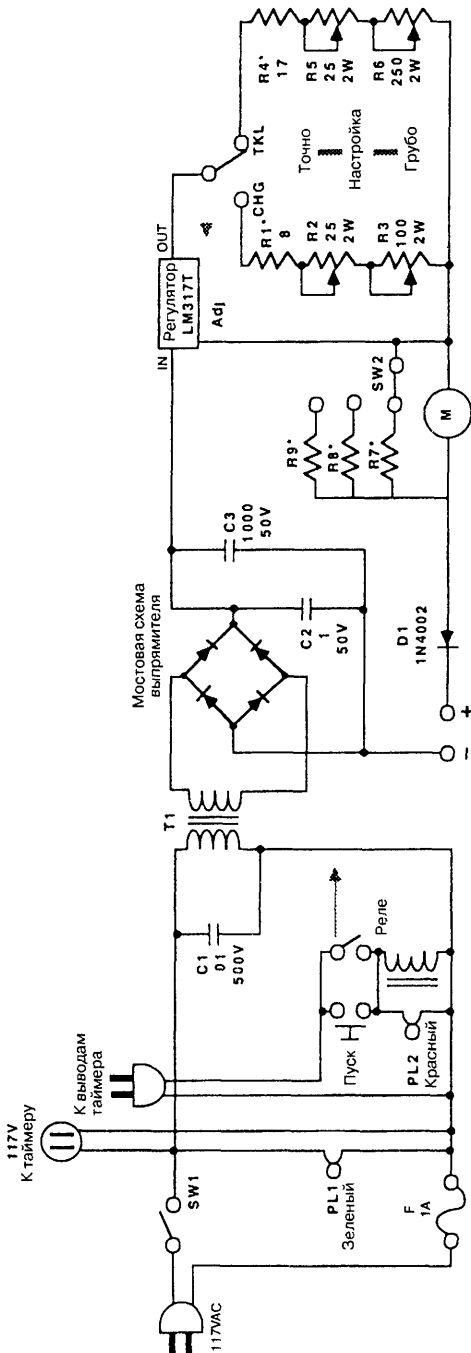 117V
К таймеру
К выводам
таймера
117VAC
SW1
PL1
Зеленый
F
1A
C1
01
500V
Пуск
PL2
Красный
Реле
T1
Мостовая схема
выпрямителя
C2
1
50V
C3
1000
50V
−
+
D1
1N4002
R9*
R8*
R7*
SW2
M
IN
Регулятор
LM317T
OUT
Adj
CHG
TKL
R1*
8
R2
25
2W
R3
100
2W
Точно
Настройка
Грубо
R4*
17
R5
25
2W
R6
250
2W